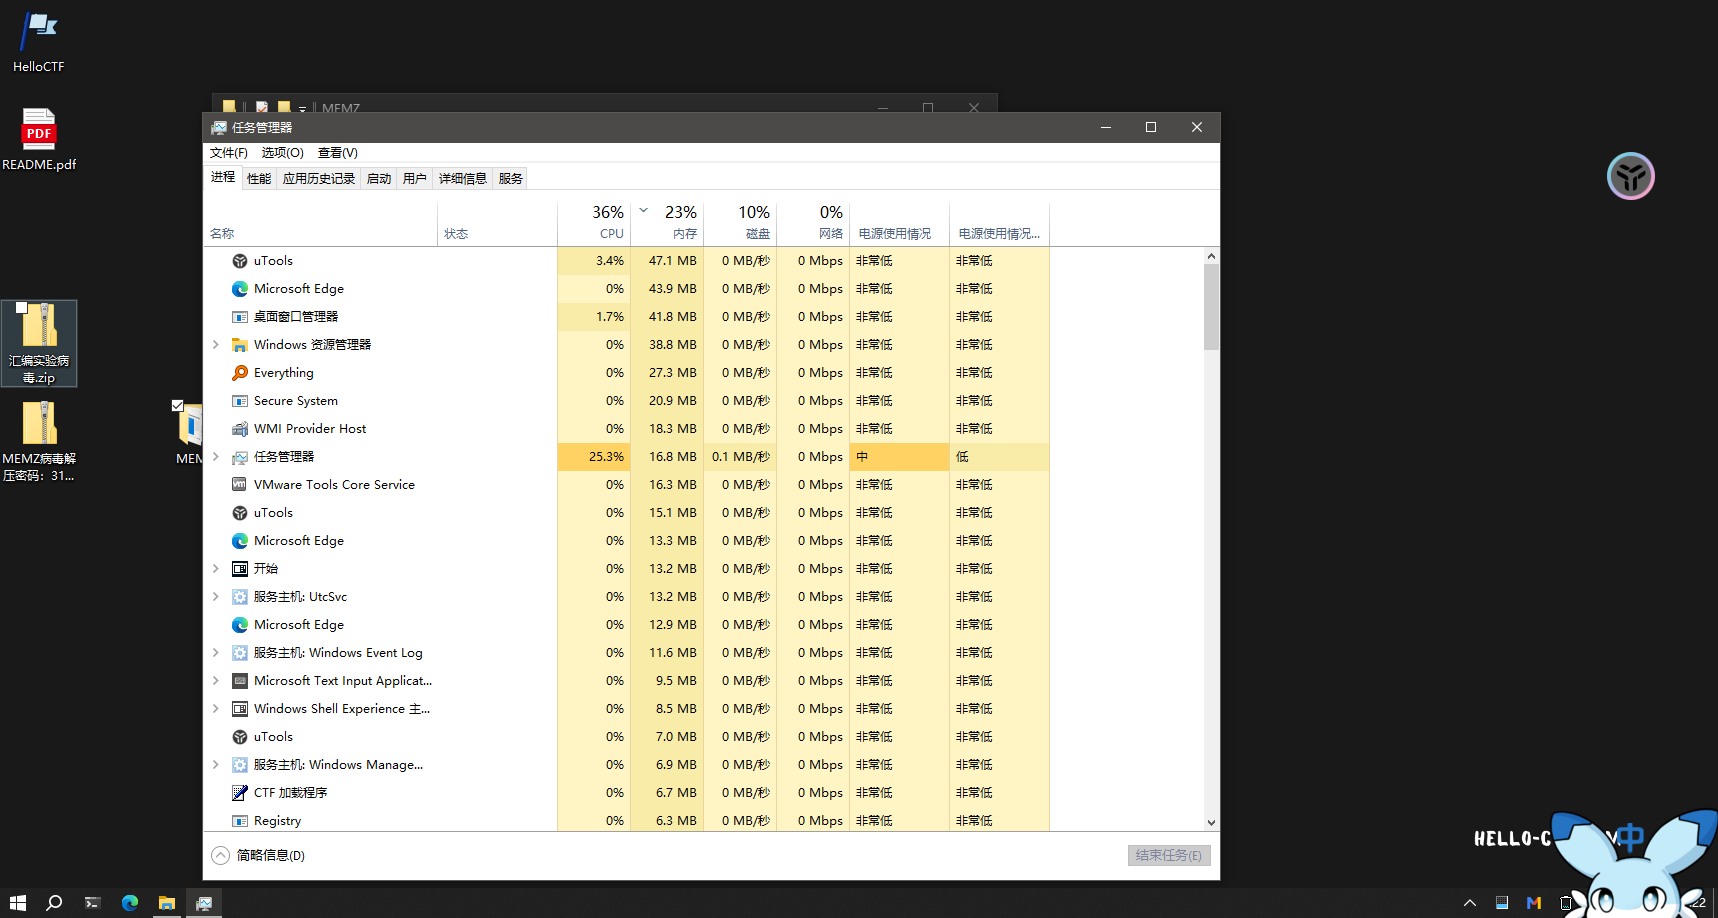 HelloCTF
README.pdf
汇编实验病
毒.zip
MEMZ病毒解
压密码：31...
MEM
MEMZ
任务管理器
文件(F) 选项(O) 查看(V)
进程 性能 应用历史记录 启动 用户 详细信息 服务
36% 23% 10% 0%
名称 状态 CPU 内存 磁盘 网络 电源使用情况 电源使用情况...
uTools 3.4% 47.1 MB 0 MB/秒 0 Mbps 非常低 非常低
Microsoft Edge 0% 43.9 MB 0 MB/秒 0 Mbps 非常低 非常低
桌面窗口管理器 1.7% 41.8 MB 0 MB/秒 0 Mbps 非常低 非常低
Windows 资源管理器 0% 38.8 MB 0 MB/秒 0 Mbps 非常低 非常低
Everything 0% 27.3 MB 0 MB/秒 0 Mbps 非常低 非常低
Secure System 0% 20.9 MB 0 MB/秒 0 Mbps 非常低 非常低
WMI Provider Host 0% 18.3 MB 0 MB/秒 0 Mbps 非常低 非常低
任务管理器 25.3% 16.8 MB 0.1 MB/秒 0 Mbps 中 低
VMware Tools Core Service 0% 16.3 MB 0 MB/秒 0 Mbps 非常低 非常低
uTools 0% 15.1 MB 0 MB/秒 0 Mbps 非常低 非常低
Microsoft Edge 0% 13.3 MB 0 MB/秒 0 Mbps 非常低 非常低
开始 0% 13.2 MB 0 MB/秒 0 Mbps 非常低 非常低
服务主机: UtcSvc 0% 13.2 MB 0 MB/秒 0 Mbps 非常低 非常低
Microsoft Edge 0% 12.9 MB 0 MB/秒 0 Mbps 非常低 非常低
服务主机: Windows Event Log 0% 11.6 MB 0 MB/秒 0 Mbps 非常低 非常低
Microsoft Text Input Applicat... 0% 9.5 MB 0 MB/秒 0 Mbps 非常低 非常低
Windows Shell Experience 主... 0% 8.5 MB 0 MB/秒 0 Mbps 非常低 非常低
uTools 0% 7.0 MB 0 MB/秒 0 Mbps 非常低 非常低
服务主机: Windows Manage... 0% 6.9 MB 0 MB/秒 0 Mbps 非常低 非常低
CTF 加载程序 0% 6.7 MB 0 MB/秒 0 Mbps 非常低 非常低
Registry 0% 6.3 MB 0 MB/秒 0 Mbps 非常低 非常低
简略信息(D) 结束任务(E)
HELLO-C
中
:22